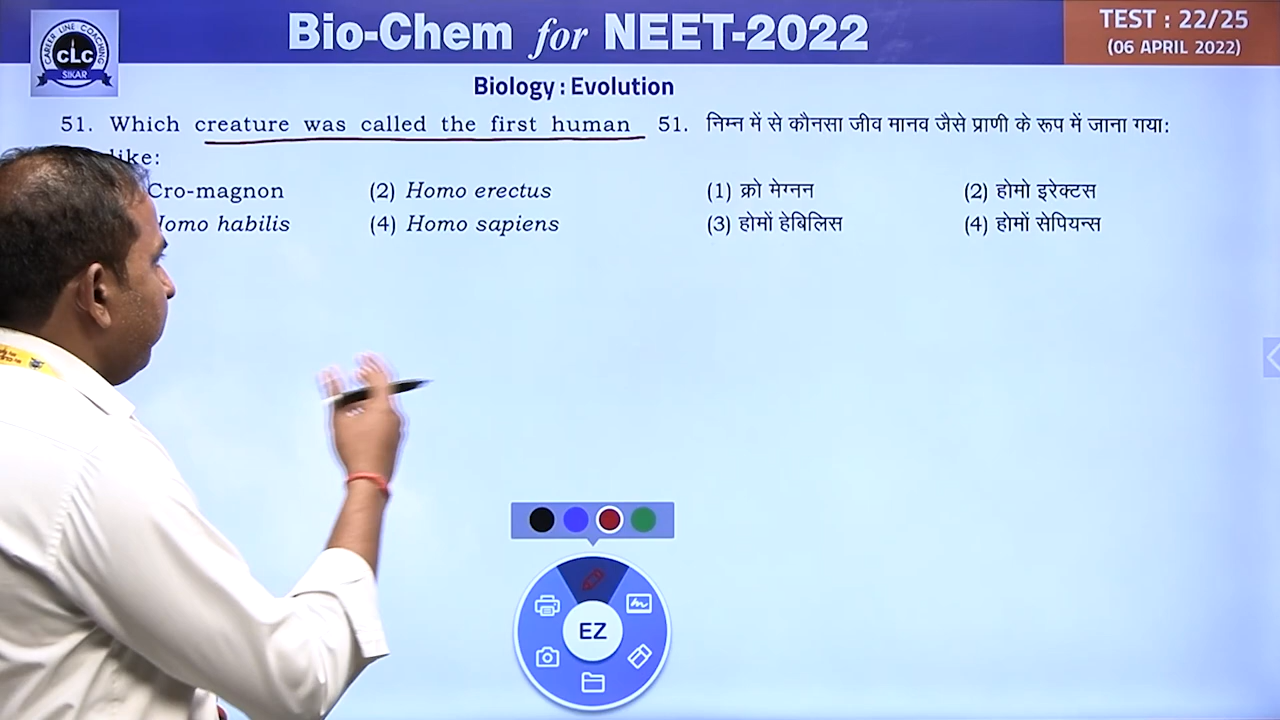 CAREER LINE COACHING
CLC
SIKAR
Bio-Chem for NEET-2022
TEST : 22/25
(06 APRIL 2022)
Biology : Evolution
51. Which creature was called the first human
like:
Cro-magnon (2) Homo erectus
Homo habilis (4) Homo sapiens
51. निम्न में से कौनसा जीव मानव जैसे प्राणी के रूप में जाना गया:
(1) क्रो मेग्नन (2) होमो इरेक्टस
(3) होमों हेबिलिस (4) होमों सेपियन्स
EZ